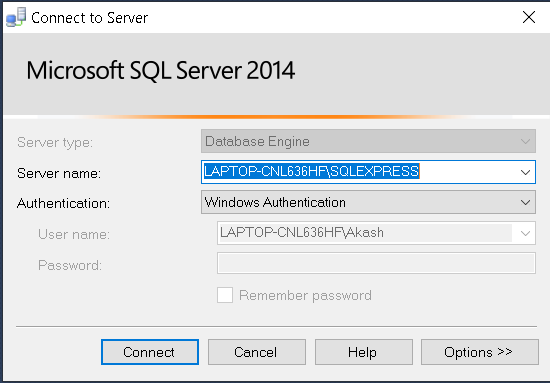 Connect to Server
Microsoft SQL Server 2014
Server type: Database Engine
Server name: LAPTOP-CNL636HF\SQLEXPRESS
Authentication: Windows Authentication
User name: LAPTOP-CNL636HF\Akash
Password:
Remember password
Connect Cancel Help Options >>